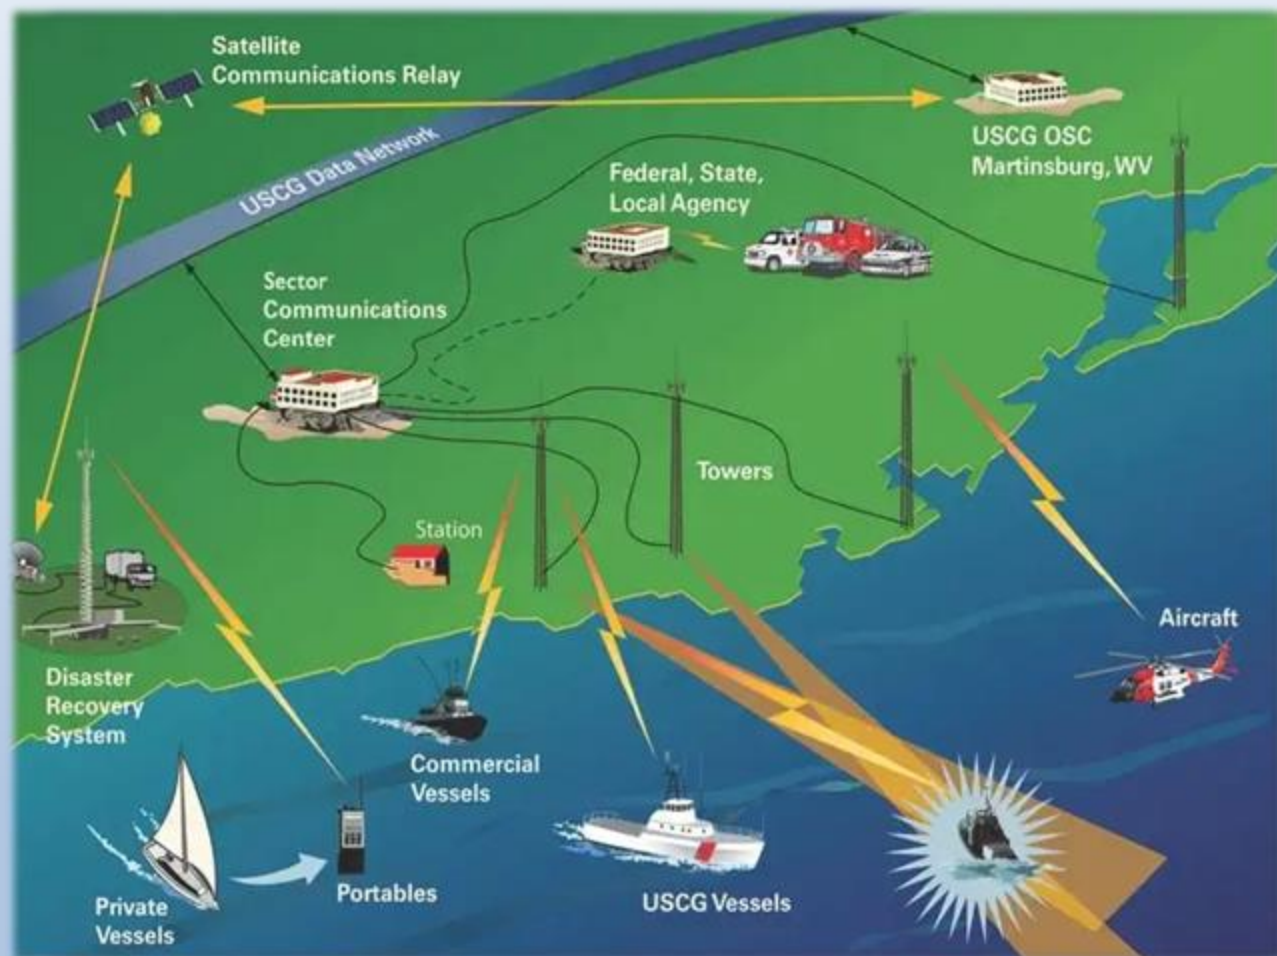 Satellite
Communications Relay
USCG OSC
Martinsburg, WV
USCG Data Network
Federal, State,
Local Agency
Sector
Communications
Center
Towers
Station
Aircraft
Disaster
Recovery
System
Commercial
Vessels
Portables
USCG Vessels
Private
Vessels